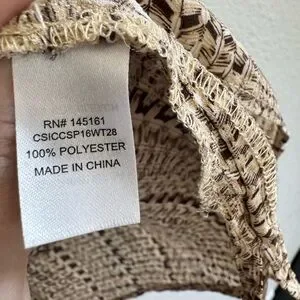 RN# 145161
CSICCSP16WT28
100% POLYESTER
MADE IN CHINA